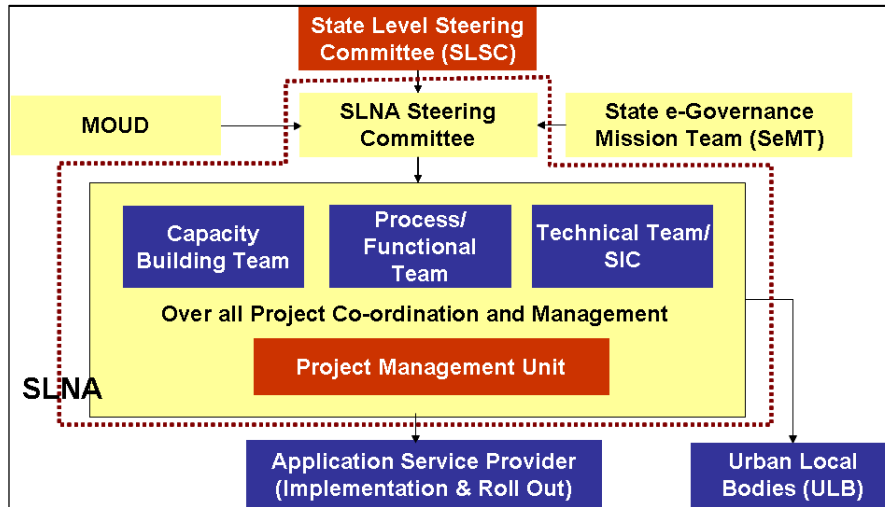 State Level Steering
Committee (SLSC)
MOUD
SLNA Steering
Committee
State e-Governance
Mission Team (SeMT)
Capacity
Building Team
Process/
Functional
Team
Technical Team/
SIC
Over all Project Co-ordination and Management
Project Management Unit
SLNA
Application Service Provider
(Implementation & Roll Out)
Urban Local
Bodies (ULB)